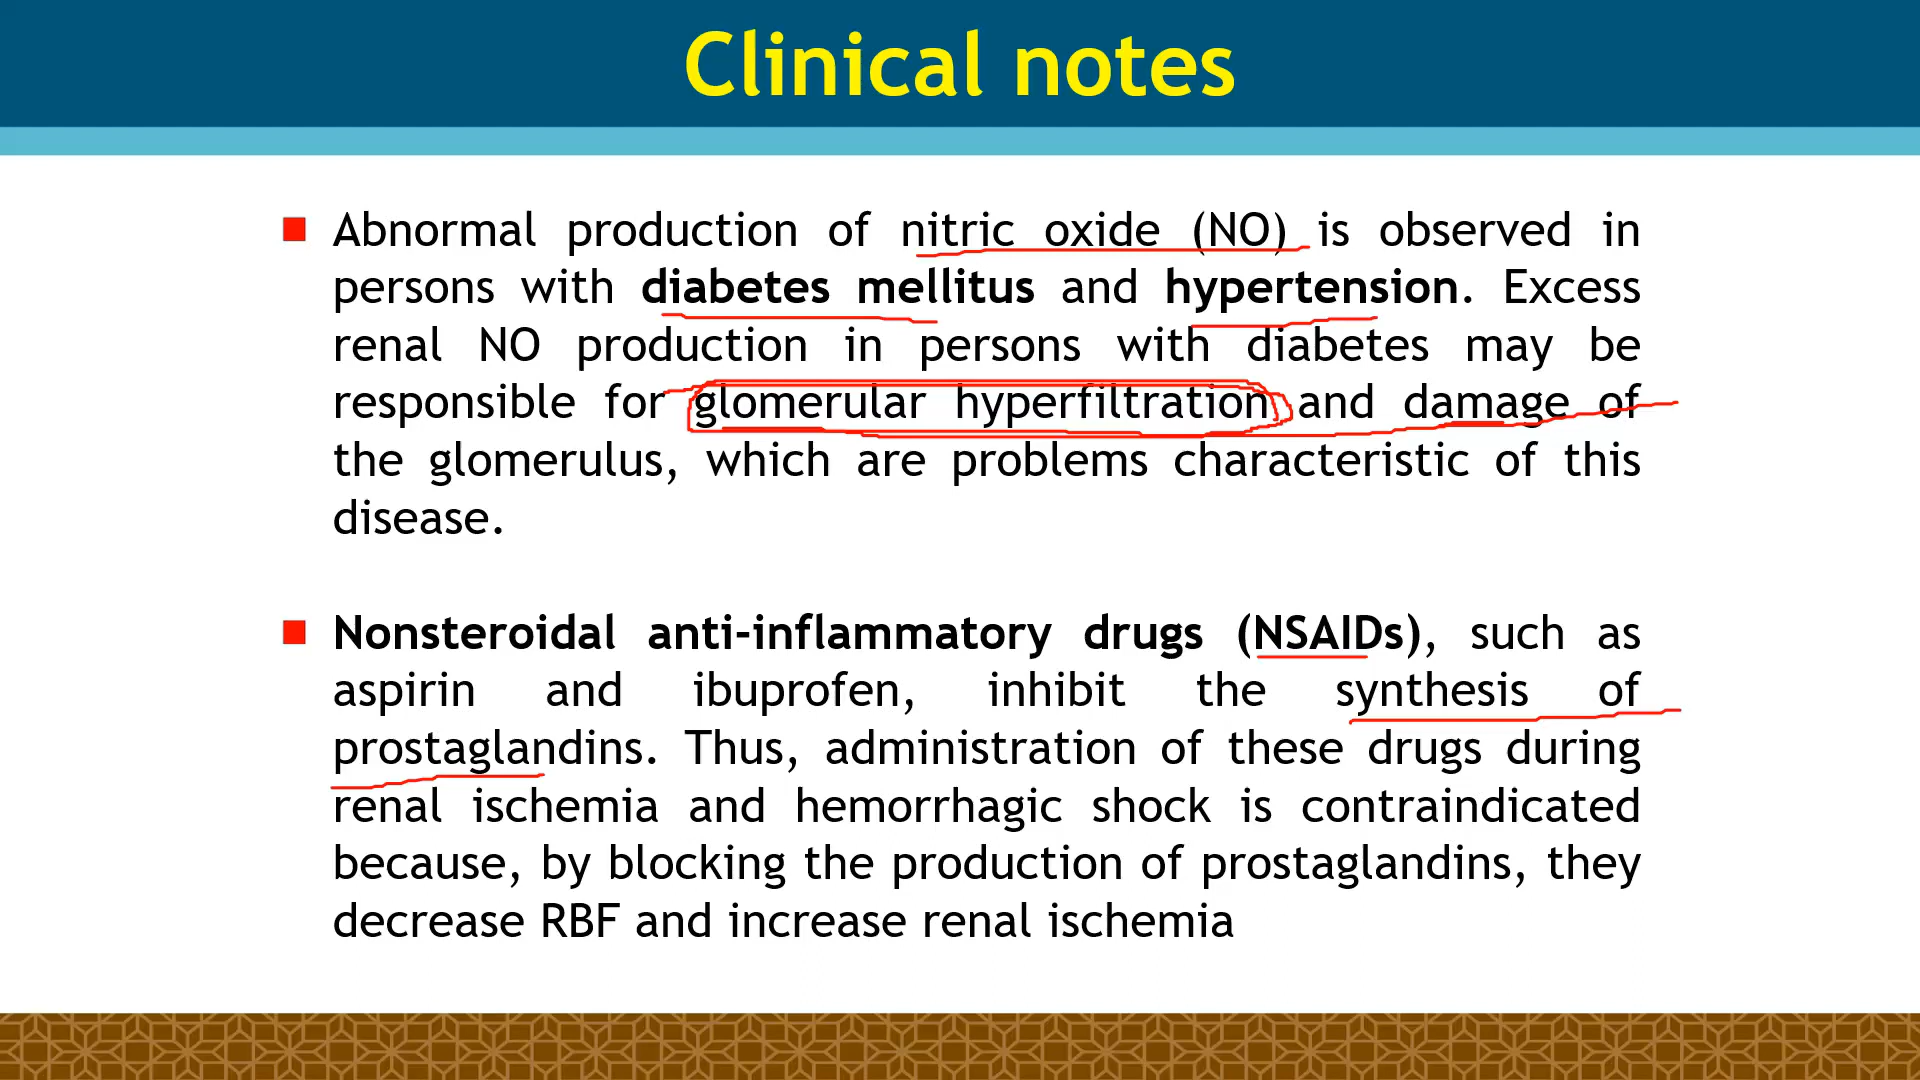 Clinical notes
Abnormal production of nitric oxide (NO) is observed in
persons with diabetes mellitus and hypertension. Excess
renal NO production in persons with diabetes may be
responsible for glomerular hyperfiltration and damage of
the glomerulus, which are problems characteristic of this
disease.
Nonsteroidal anti-inflammatory drugs (NSAIDs), such as
aspirin and ibuprofen, inhibit the synthesis of
prostaglandins. Thus, administration of these drugs during
renal ischemia and hemorrhagic shock is contraindicated
because, by blocking the production of prostaglandins, they
decrease RBF and increase renal ischemia